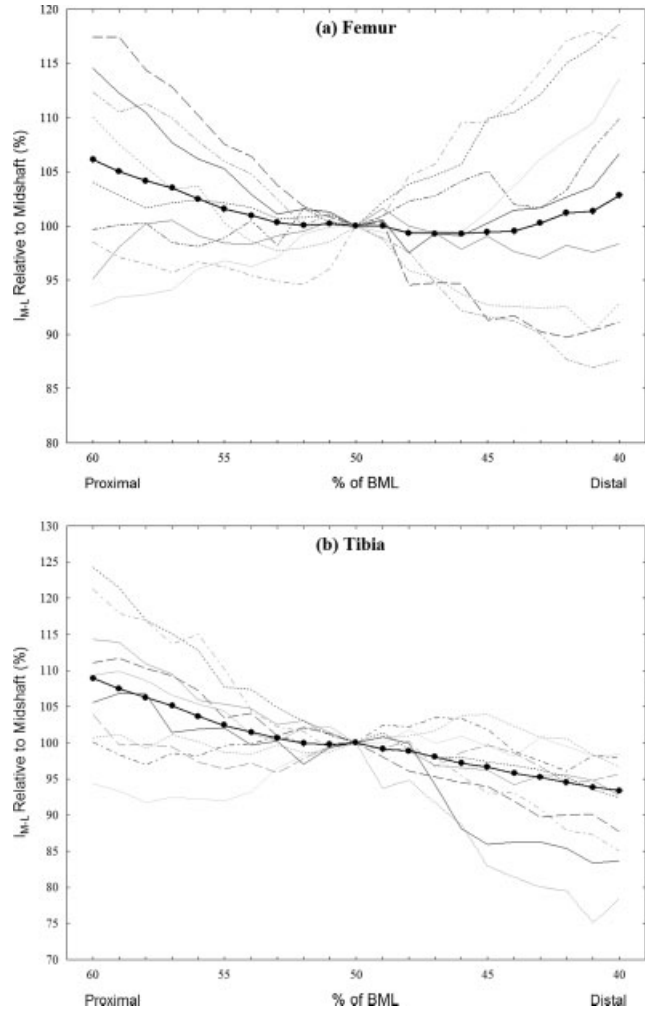 (a) Femur
120
115
110
105
100
95
90
85
80
I M-L Relative to Midshaft (%)
60 55 50 45 40
Proximal % of BML Distal
(b) Tibia
130
125
120
115
110
105
100
95
90
85
80
75
70
I M-L Relative to Midshaft (%)
60 55 50 45 40
Proximal % of BML Distal